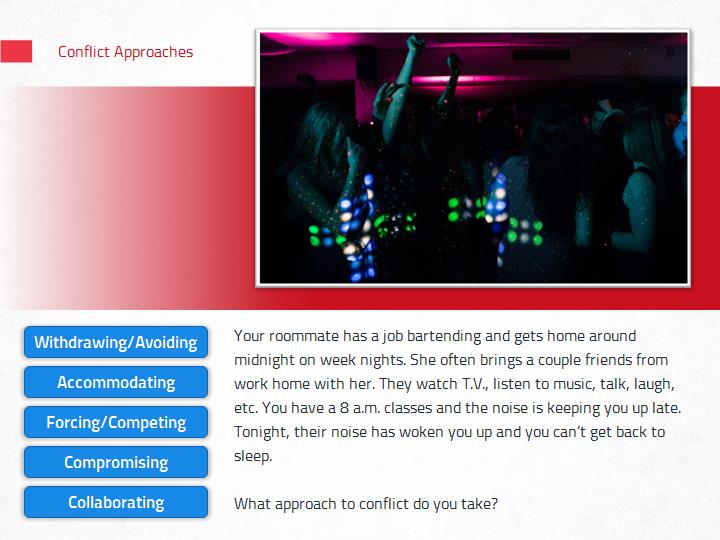 Conflict Approaches
Withdrawing/Avoiding
Accommodating
Forcing/Competing
Compromising
Collaborating
Your roommate has a job bartending and gets home around
midnight on week nights. She often brings a couple friends from
work home with her. They watch T.V., listen to music, talk, laugh,
etc. You have a 8 a.m. classes and the noise is keeping you up late.
Tonight, their noise has woken you up and you can't get back to
sleep.
What approach to conflict do you take?